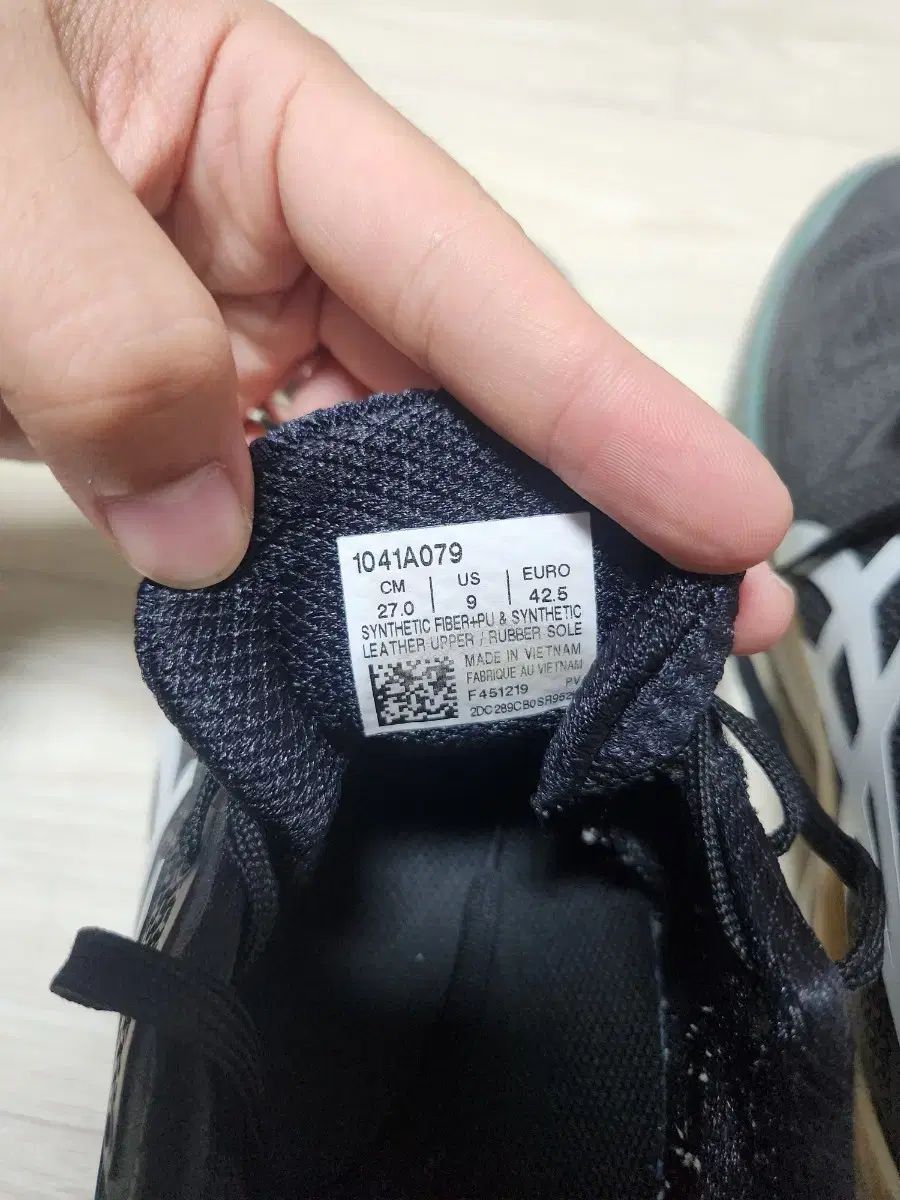 1041A079
CM | US | EURO
27.0 | 9 | 42.5
SYNTHETIC FIBER+PU & SYNTHETIC
LEATHER UPPER / RUBBER SOLE
MADE IN VIETNAM
FABRIQUE AU VIETNAM
F451219 PV